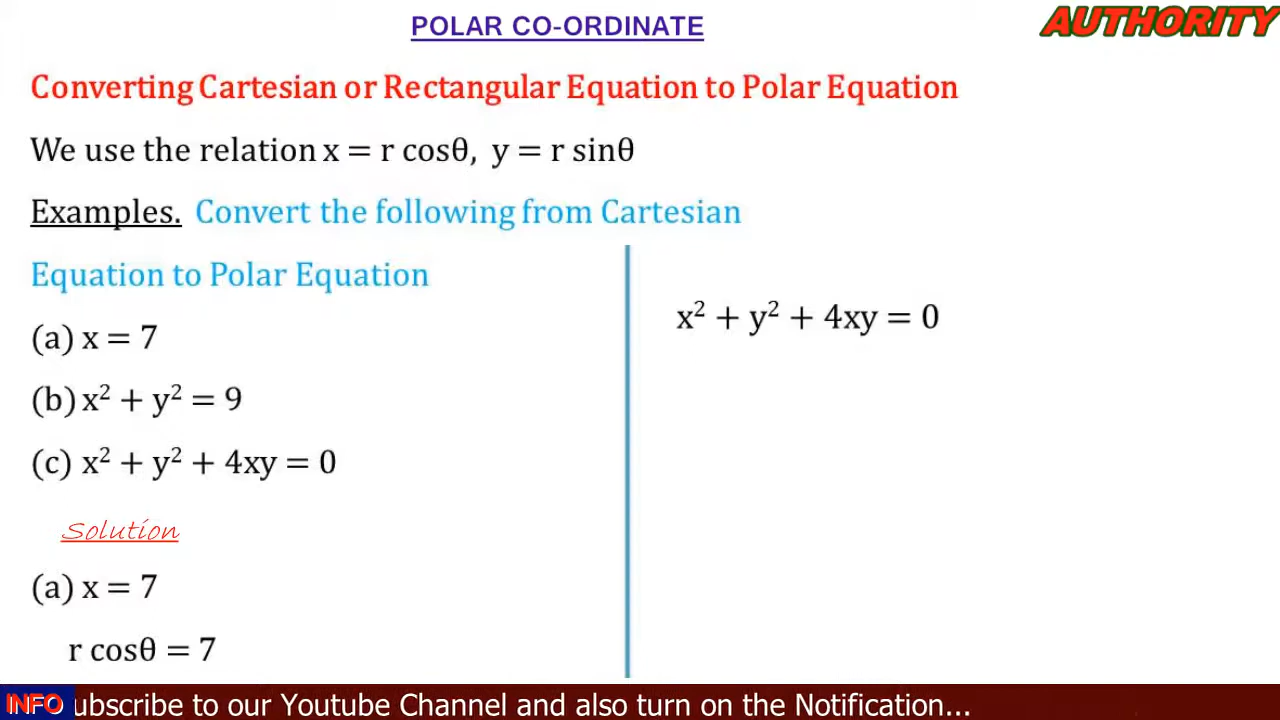 POLAR CO-ORDINATE
AUTHORITY
Converting Cartesian or Rectangular Equation to Polar Equation
We use the relation x = r cosθ, y = r sinθ
Examples. Convert the following from Cartesian
Equation to Polar Equation
(a) x = 7
(b) x² + y² = 9
(c) x² + y² + 4xy = 0
Solution
(a) x = 7
r cosθ = 7
x² + y² + 4xy = 0
INFO ubscribe to our Youtube Channel and also turn on the Notification...